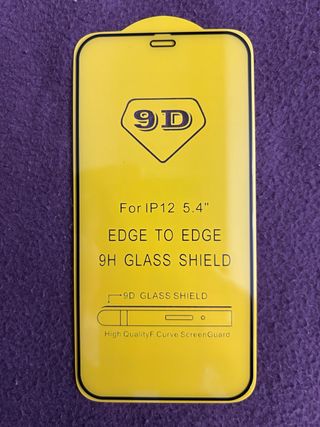 9D
For IP12 5.4"
EDGE TO EDGE
9H GLASS SHIELD
9D GLASS SHIELD
High QualityF Curve ScreenGuard